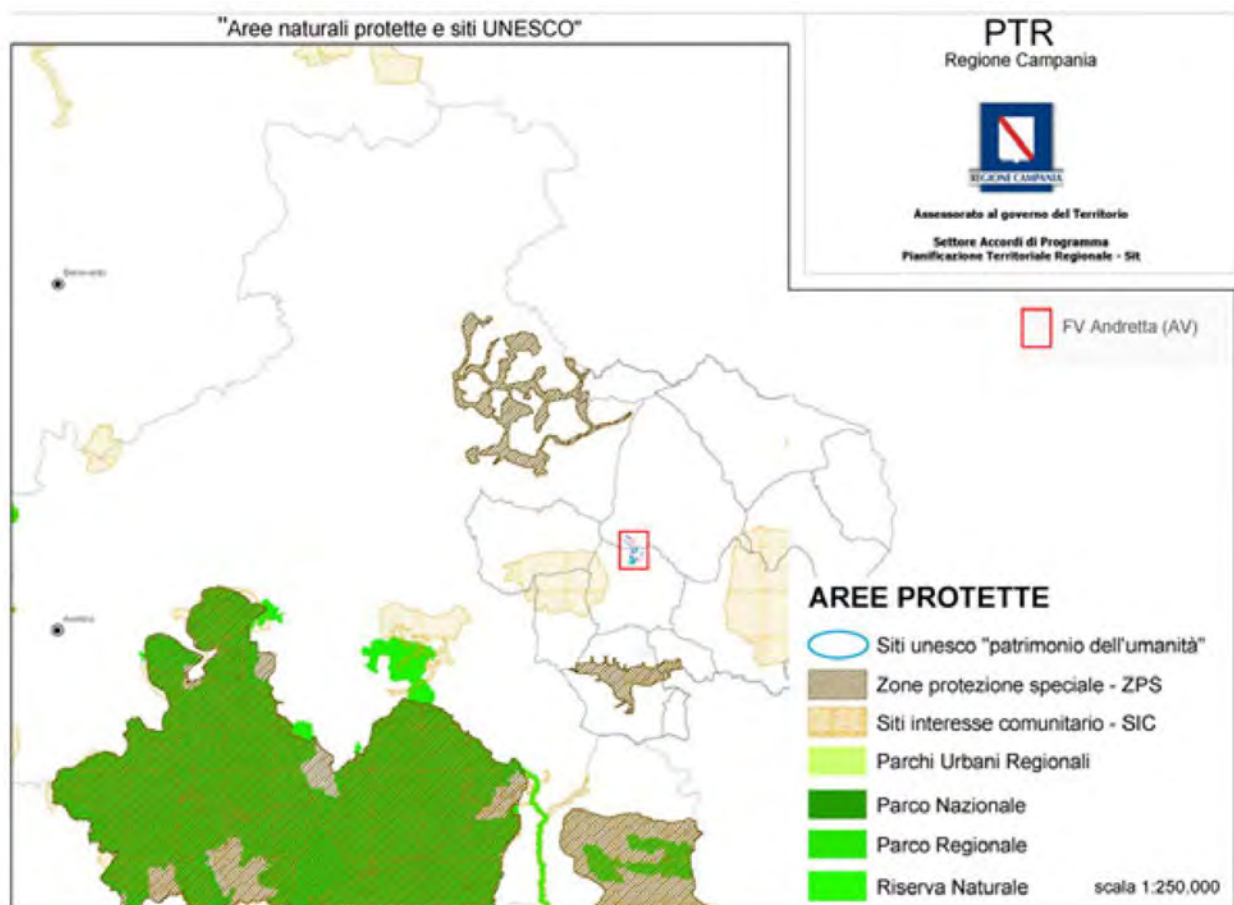 "Aree naturali protette e siti UNESCO"
PTR
Regione Campania
REGIONE CAMPANIA
Assessorato al governo del Territorio
Settore Accordi di Programma
Pianificazione Territoriale Regionale - Sit
FV Andretta (AV)
Benevento
Avellino
AREE PROTETTE
Siti unesco "patrimonio dell'umanità"
Zone protezione speciale - ZPS
Siti interesse comunitario - SIC
Parchi Urbani Regionali
Parco Nazionale
Parco Regionale
Riserva Naturale
scala 1:250.000